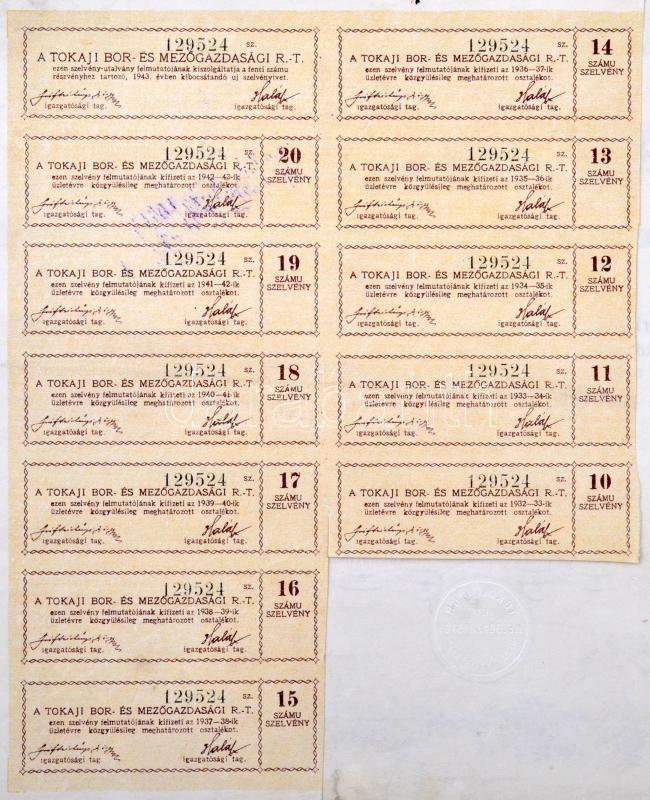 129524 SZ.
A TOKAJI BOR- ÉS MEZŐGAZDASÁGI R.-T.
ezen szelvény-utalvány felmutatójának kiszolgáltatja a fenti számu
részvényhez tartozó, 1943. évben kibocsátandó uj szelvényivet.
igazgatósági tag. igazgatósági tag.
129524 SZ.
A TOKAJI BOR- ÉS MEZŐGAZDASÁGI R.-T.
ezen szelvény felmutatójának kifizeti az 1942—43-ik
üzletévre közgyülésileg meghatározott osztalékot.
igazgatósági tag. igazgatósági tag.
20
SZÁMU
SZELVÉNY
129524 SZ.
A TOKAJI BOR- ÉS MEZŐGAZDASÁGI R.-T.
ezen szelvény felmutatójának kifizeti az 1941—42-ik
üzletévre közgyülésileg meghatározott osztalékot.
igazgatósági tag. igazgatósági tag.
19
SZÁMU
SZELVÉNY
129524 SZ.
A TOKAJI BOR- ÉS MEZŐGAZDASÁGI R.-T.
ezen szelvény felmutatójának kifizeti az 1940—41-ik
üzletévre közgyülésileg meghatározott osztalékot.
igazgatósági tag. igazgatósági tag.
18
SZÁMU
SZELVÉNY
129524 SZ.
A TOKAJI BOR- ÉS MEZŐGAZDASÁGI R.-T.
ezen szelvény felmutatójának kifizeti az 1939—40-ik
üzletévre közgyülésileg meghatározott osztalékot.
igazgatósági tag. igazgatósági tag.
17
SZÁMU
SZELVÉNY
129524 SZ.
A TOKAJI BOR- ÉS MEZŐGAZDASÁGI R.-T.
ezen szelvény felmutatójának kifizeti az 1938—39-ik
üzletévre közgyülésileg meghatározott osztalékot.
igazgatósági tag. igazgatósági tag.
16
SZÁMU
SZELVÉNY
129524 SZ.
A TOKAJI BOR- ÉS MEZŐGAZDASÁGI R.-T.
ezen szelvény felmutatójának kifizeti az 1937—38-ik
üzletévre közgyülésileg meghatározott osztalékot.
igazgatósági tag. igazgatósági tag.
15
SZÁMU
SZELVÉNY
129524 SZ.
A TOKAJI BOR- ÉS MEZŐGAZDASÁGI R.-T.
ezen szelvény felmutatójának kifizeti az 1936—37-ik
üzletévre közgyülésileg meghatározott osztalékot.
igazgatósági tag. igazgatósági tag.
14
SZÁMU
SZELVÉNY
129524 SZ.
A TOKAJI BOR- ÉS MEZŐGAZDASÁGI R.-T.
ezen szelvény felmutatójának kifizeti az 1935—36-ik
üzletévre közgyülésileg meghatározott osztalékot.
igazgatósági tag. igazgatósági tag.
13
SZÁMU
SZELVÉNY
129524 SZ.
A TOKAJI BOR- ÉS MEZŐGAZDASÁGI R.-T.
ezen szelvény felmutatójának kifizeti az 1934—35-ik
üzletévre közgyülésileg meghatározott osztalékot.
igazgatósági tag. igazgatósági tag.
12
SZÁMU
SZELVÉNY
129524 SZ.
A TOKAJI BOR- ÉS MEZŐGAZDASÁGI R.-T.
ezen szelvény felmutatójának kifizeti az 1933—34-ik
üzletévre közgyülésileg meghatározott osztalékot.
igazgatósági tag. igazgatósági tag.
11
SZÁMU
SZELVÉNY
129524 SZ.
A TOKAJI BOR- ÉS MEZŐGAZDASÁGI R.-T.
ezen szelvény felmutatójának kifizeti az 1932—33-ik
üzletévre közgyülésileg meghatározott osztalékot.
igazgatósági tag. igazgatósági tag.
10
SZÁMU
SZELVÉNY